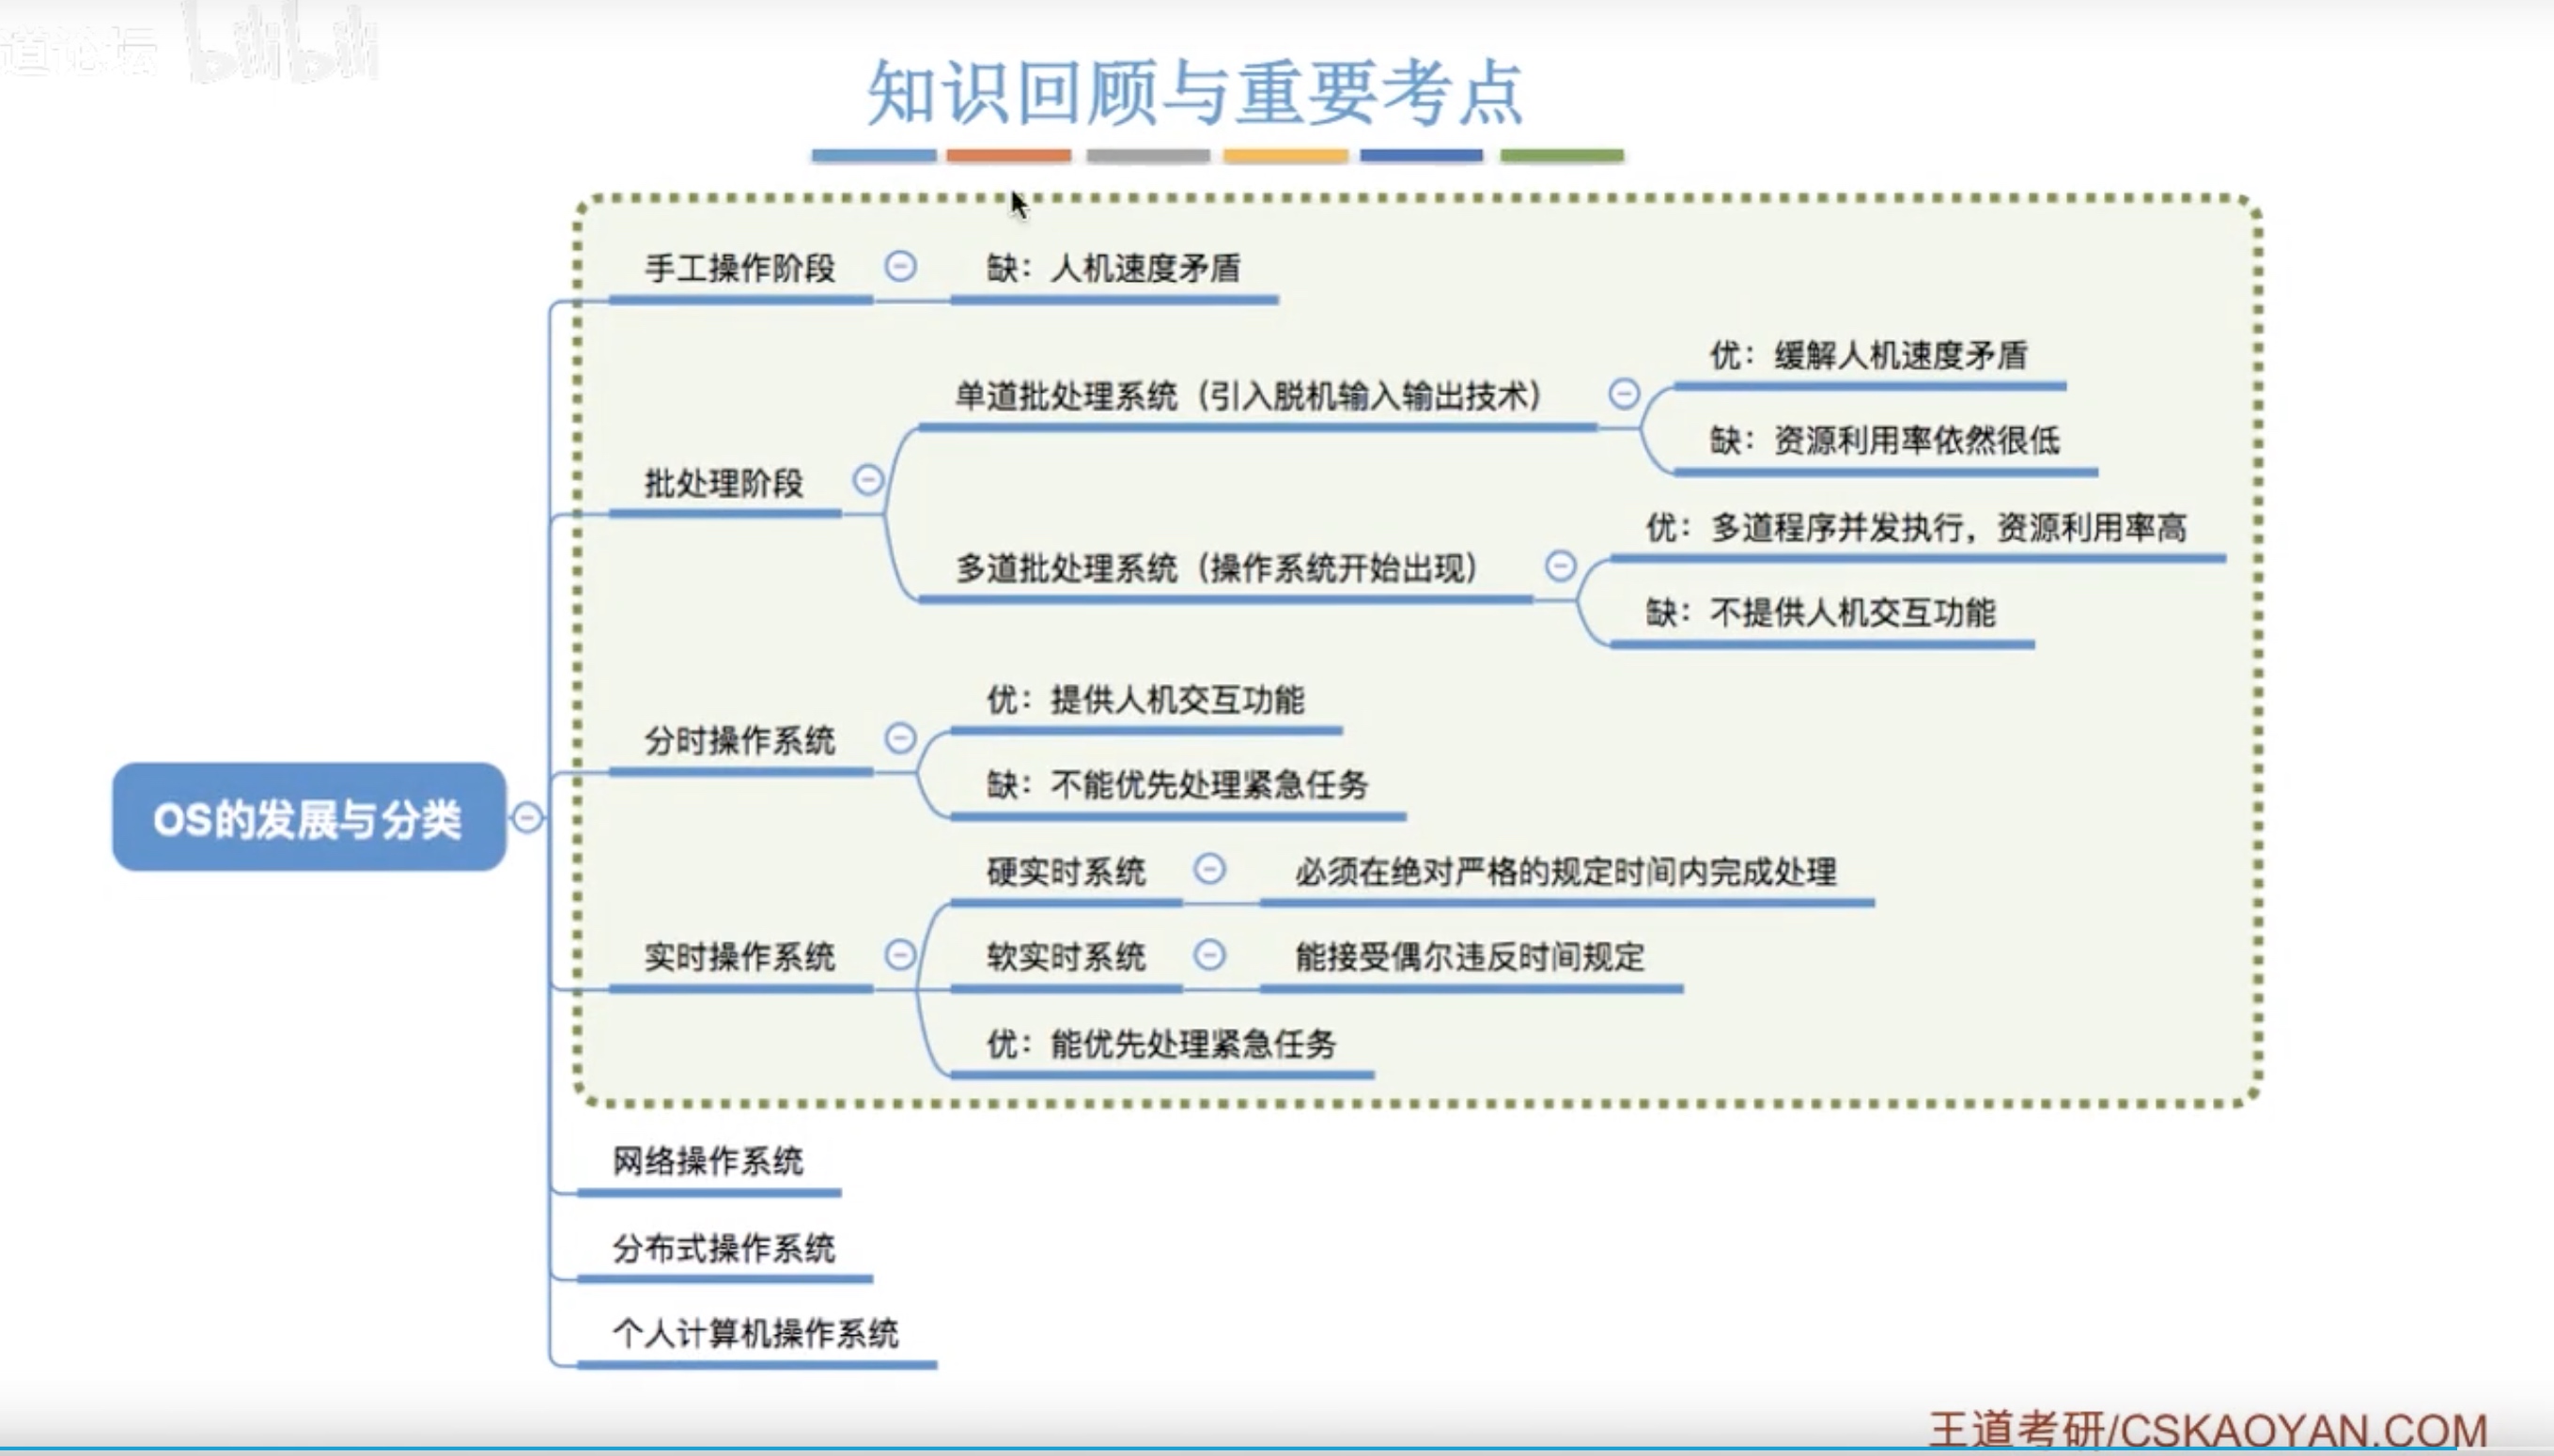 道论坛 bilibili
知识回顾与重要考点
手工操作阶段
缺：人机速度矛盾
批处理阶段
单道批处理系统（引入脱机输入输出技术）
优：缓解人机速度矛盾
缺：资源利用率依然很低
多道批处理系统（操作系统开始出现）
优：多道程序并发执行，资源利用率高
缺：不提供人机交互功能
分时操作系统
优：提供人机交互功能
缺：不能优先处理紧急任务
OS的发展与分类
实时操作系统
硬实时系统
必须在绝对严格的规定时间内完成处理
软实时系统
能接受偶尔违反时间规定
优：能优先处理紧急任务
网络操作系统
分布式操作系统
个人计算机操作系统
王道考研/CSKAOYAN.COM